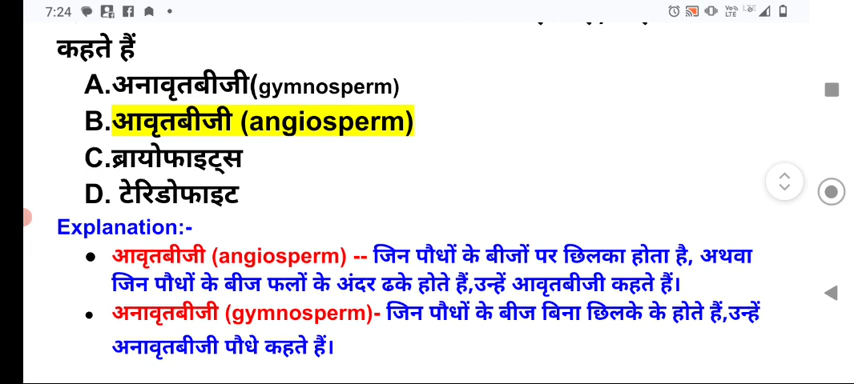 7:24
कहते हैं
A.अनावृतबीजी(gymnosperm)
B.आवृतबीजी (angiosperm)
C.ब्रायोफाइट्स
D. टेरिडोफाइट
Explanation:-
● आवृतबीजी (angiosperm) -- जिन पौधों के बीजों पर छिलका होता है, अथवा
जिन पौधों के बीज फलों के अंदर ढके होते हैं,उन्हें आवृतबीजी कहते हैं।
● अनावृतबीजी (gymnosperm)- जिन पौधों के बीज बिना छिलके के होते हैं,उन्हें
अनावृतबीजी पौधे कहते हैं।